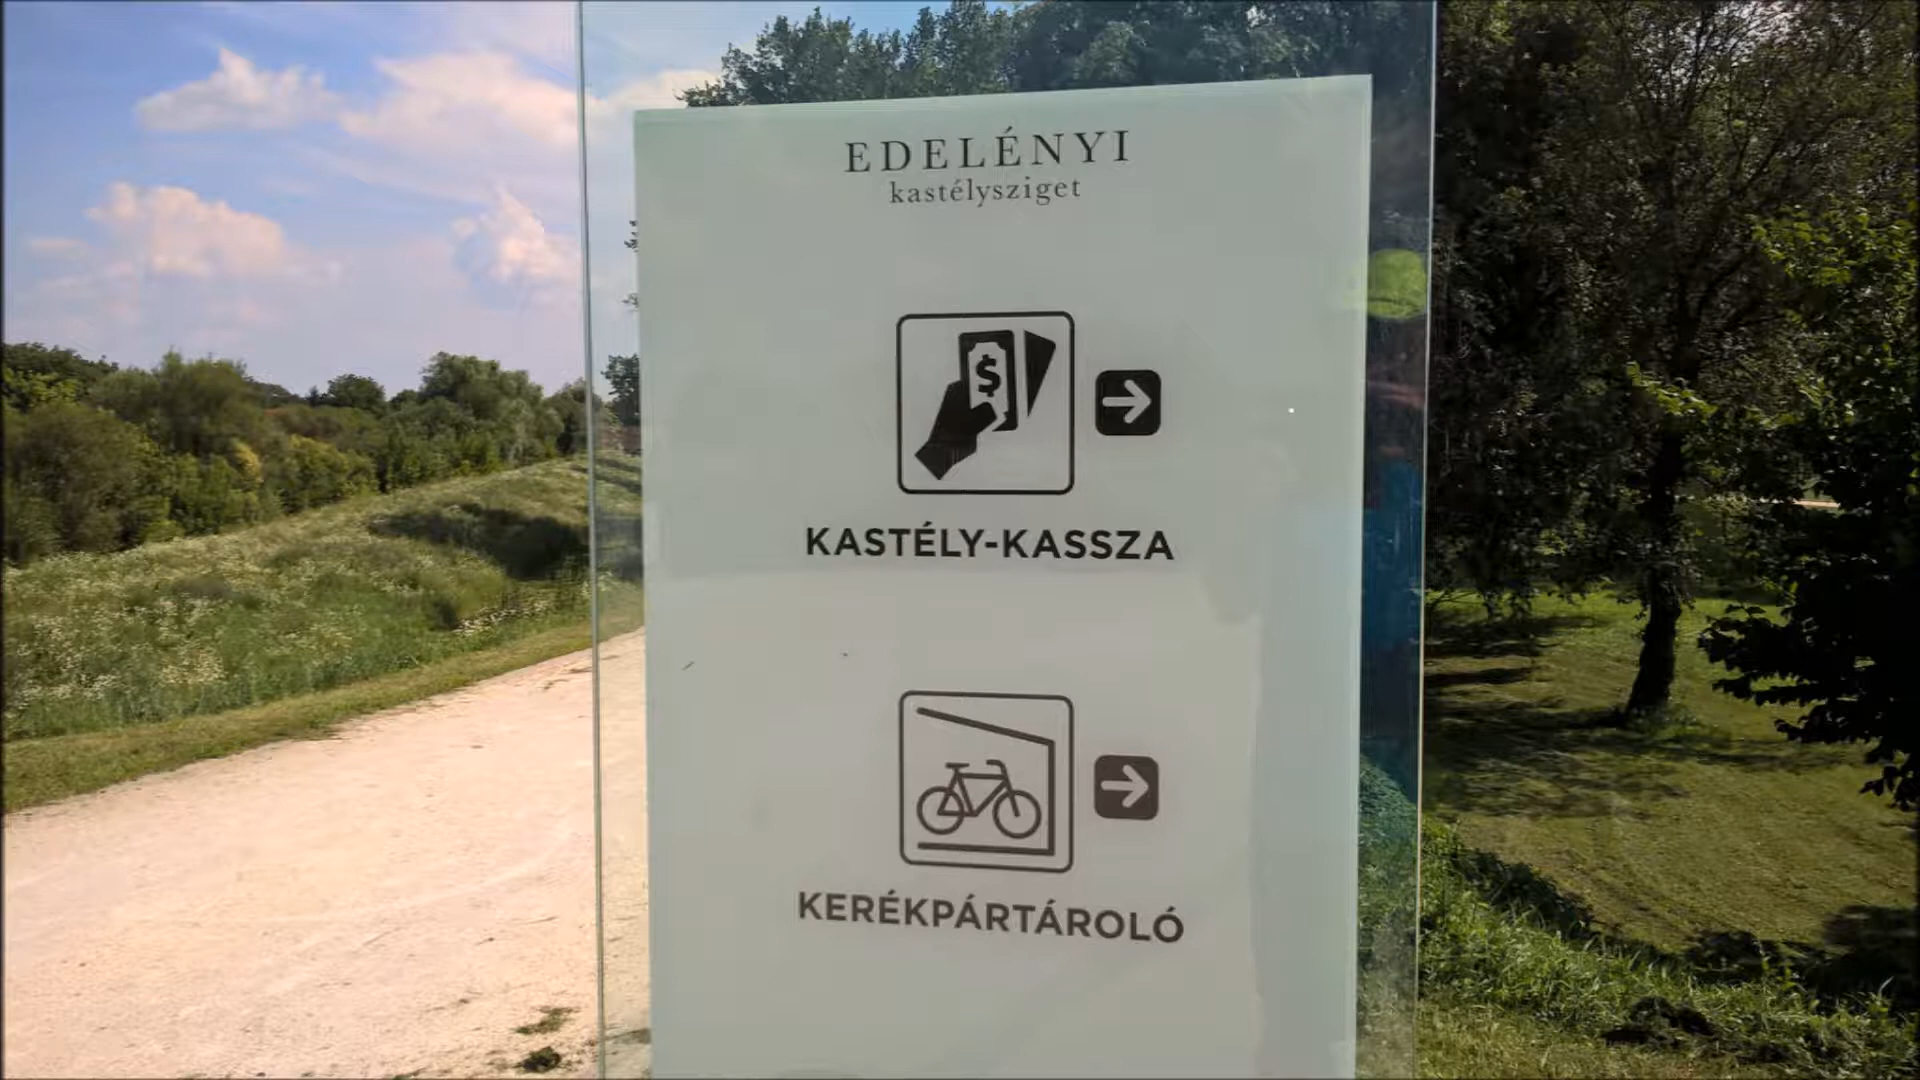 EDELÉNYI
kastélysziget
$
KASTÉLY-KASSZA
KERÉKPÁRTÁROLÓ